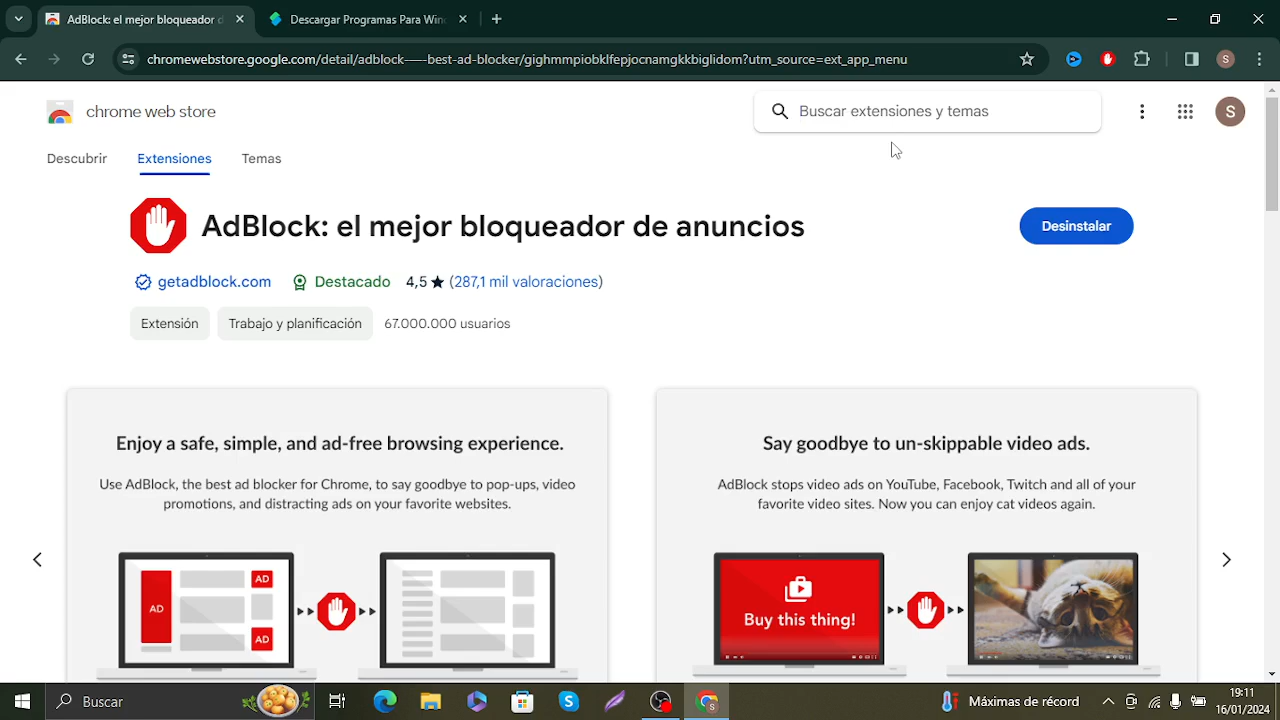 AdBlock: el mejor bloqueador d
Descargar Programas Para Win
chromewebstore.google.com/detail/adblock-—-best-ad-blocker/gighmmpiobklfepjocnamgkkbiglidom?utm_source=ext_app_menu
S
chrome web store
Buscar extensiones y temas
S
Descubrir
Extensiones
Temas
AdBlock: el mejor bloqueador de anuncios
Desinstalar
getadblock.com
Destacado
4,5 ★ (287,1 mil valoraciones)
Extensión
Trabajo y planificación
67.000.000 usuarios
Enjoy a safe, simple, and ad-free browsing experience.
Use AdBlock, the best ad blocker for Chrome, to say goodbye to pop-ups, video
promotions, and distracting ads on your favorite websites.
AD
AD
AD
Say goodbye to un-skippable video ads.
AdBlock stops video ads on YouTube, Facebook, Twitch and all of your
favorite video sites. Now you can enjoy cat videos again.
Buy this thing!
Buscar
Máximas de récord
19:11
16/01/2024